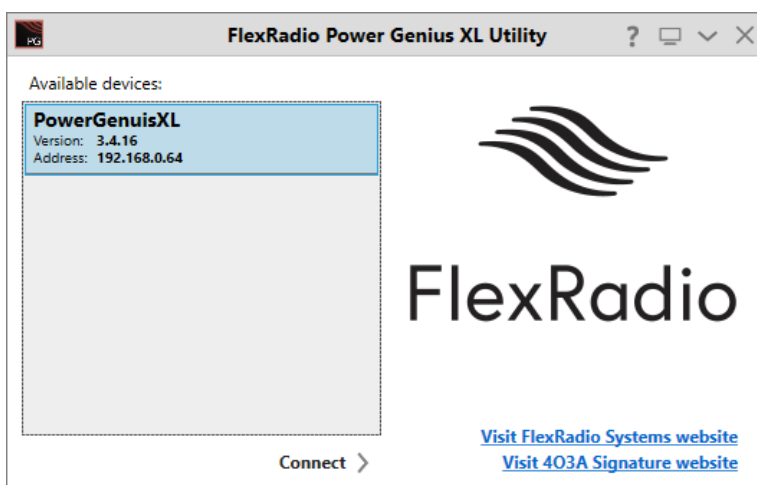 PG
FlexRadio Power Genius XL Utility
?
Available devices:
PowerGenuisXL
Version: 3.4.16
Address: 192.168.0.64
FlexRadio
Connect
Visit FlexRadio Systems website
Visit 4O3A Signature website